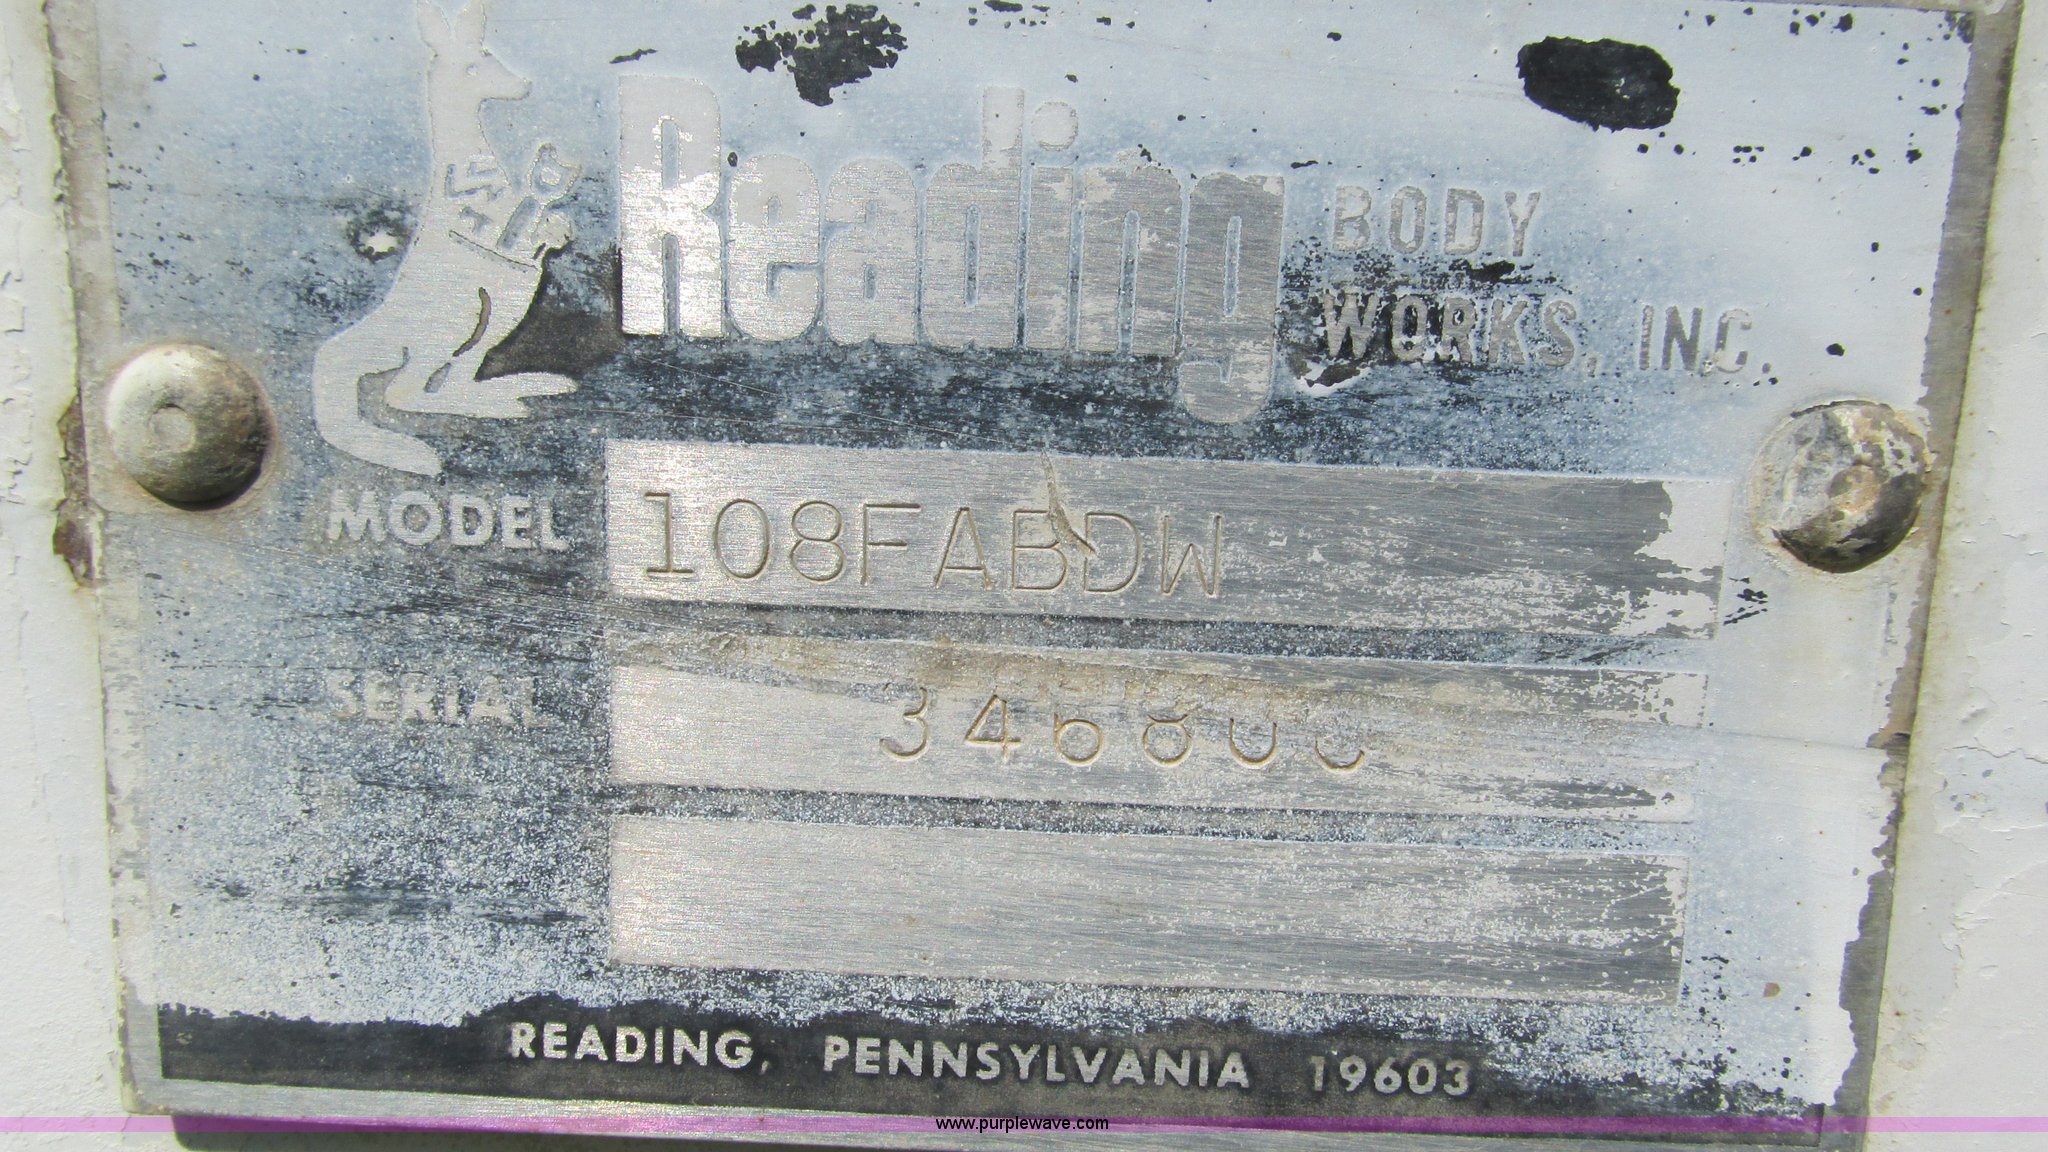 Reading BODY
WORKS, INC.
MODEL 108FABDW
SERIAL
READING, PENNSYLVANIA 19603
www.purplewave.com